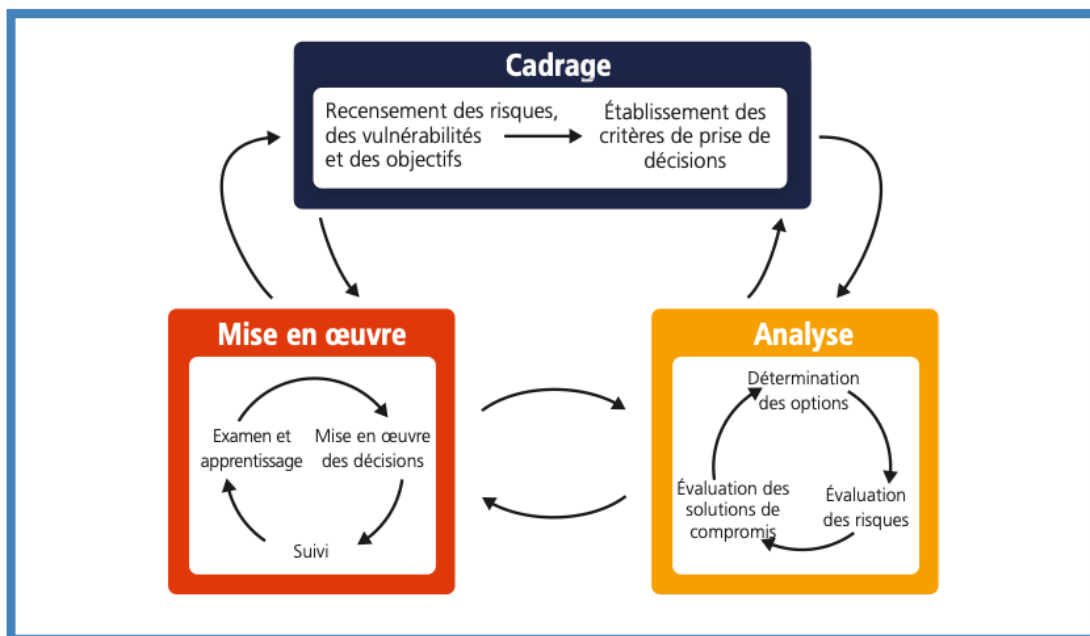 Cadrage
Recensement des risques,
des vulnérabilités
et des objectifs
Établissement des
critères de prise de
décisions
Mise en œuvre
Examen et
apprentissage
Mise en œuvre
des décisions
Suivi
Analyse
Détermination
des options
Évaluation des
solutions de
compromis
Évaluation
des risques